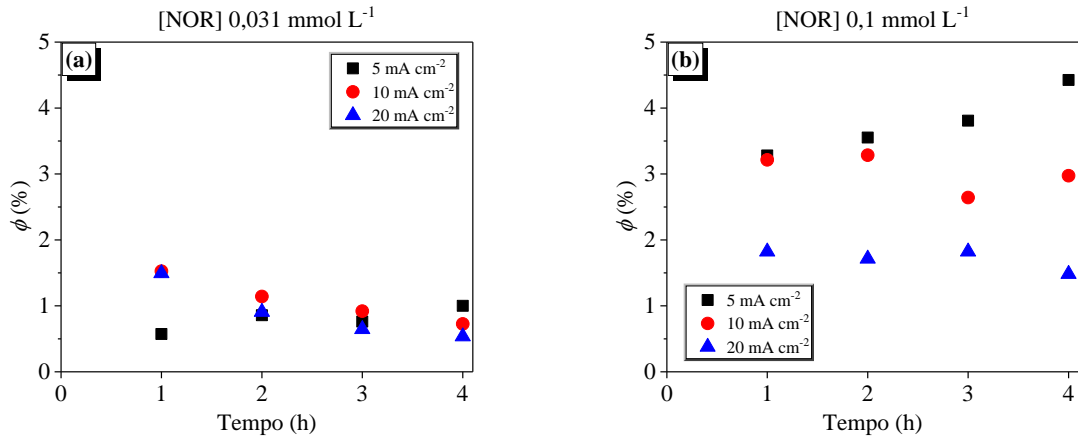 [NOR] 0,031 mmol L-1
(a)
5 mA cm-2
10 mA cm-2
20 mA cm-2
5
4
3
2
1
0
ϕ (%)
0 1 2 3 4
Tempo (h)
[NOR] 0,1 mmol L-1
(b)
5
4
3
2
1
0
ϕ (%)
5 mA cm-2
10 mA cm-2
20 mA cm-2
0 1 2 3 4
Tempo (h)